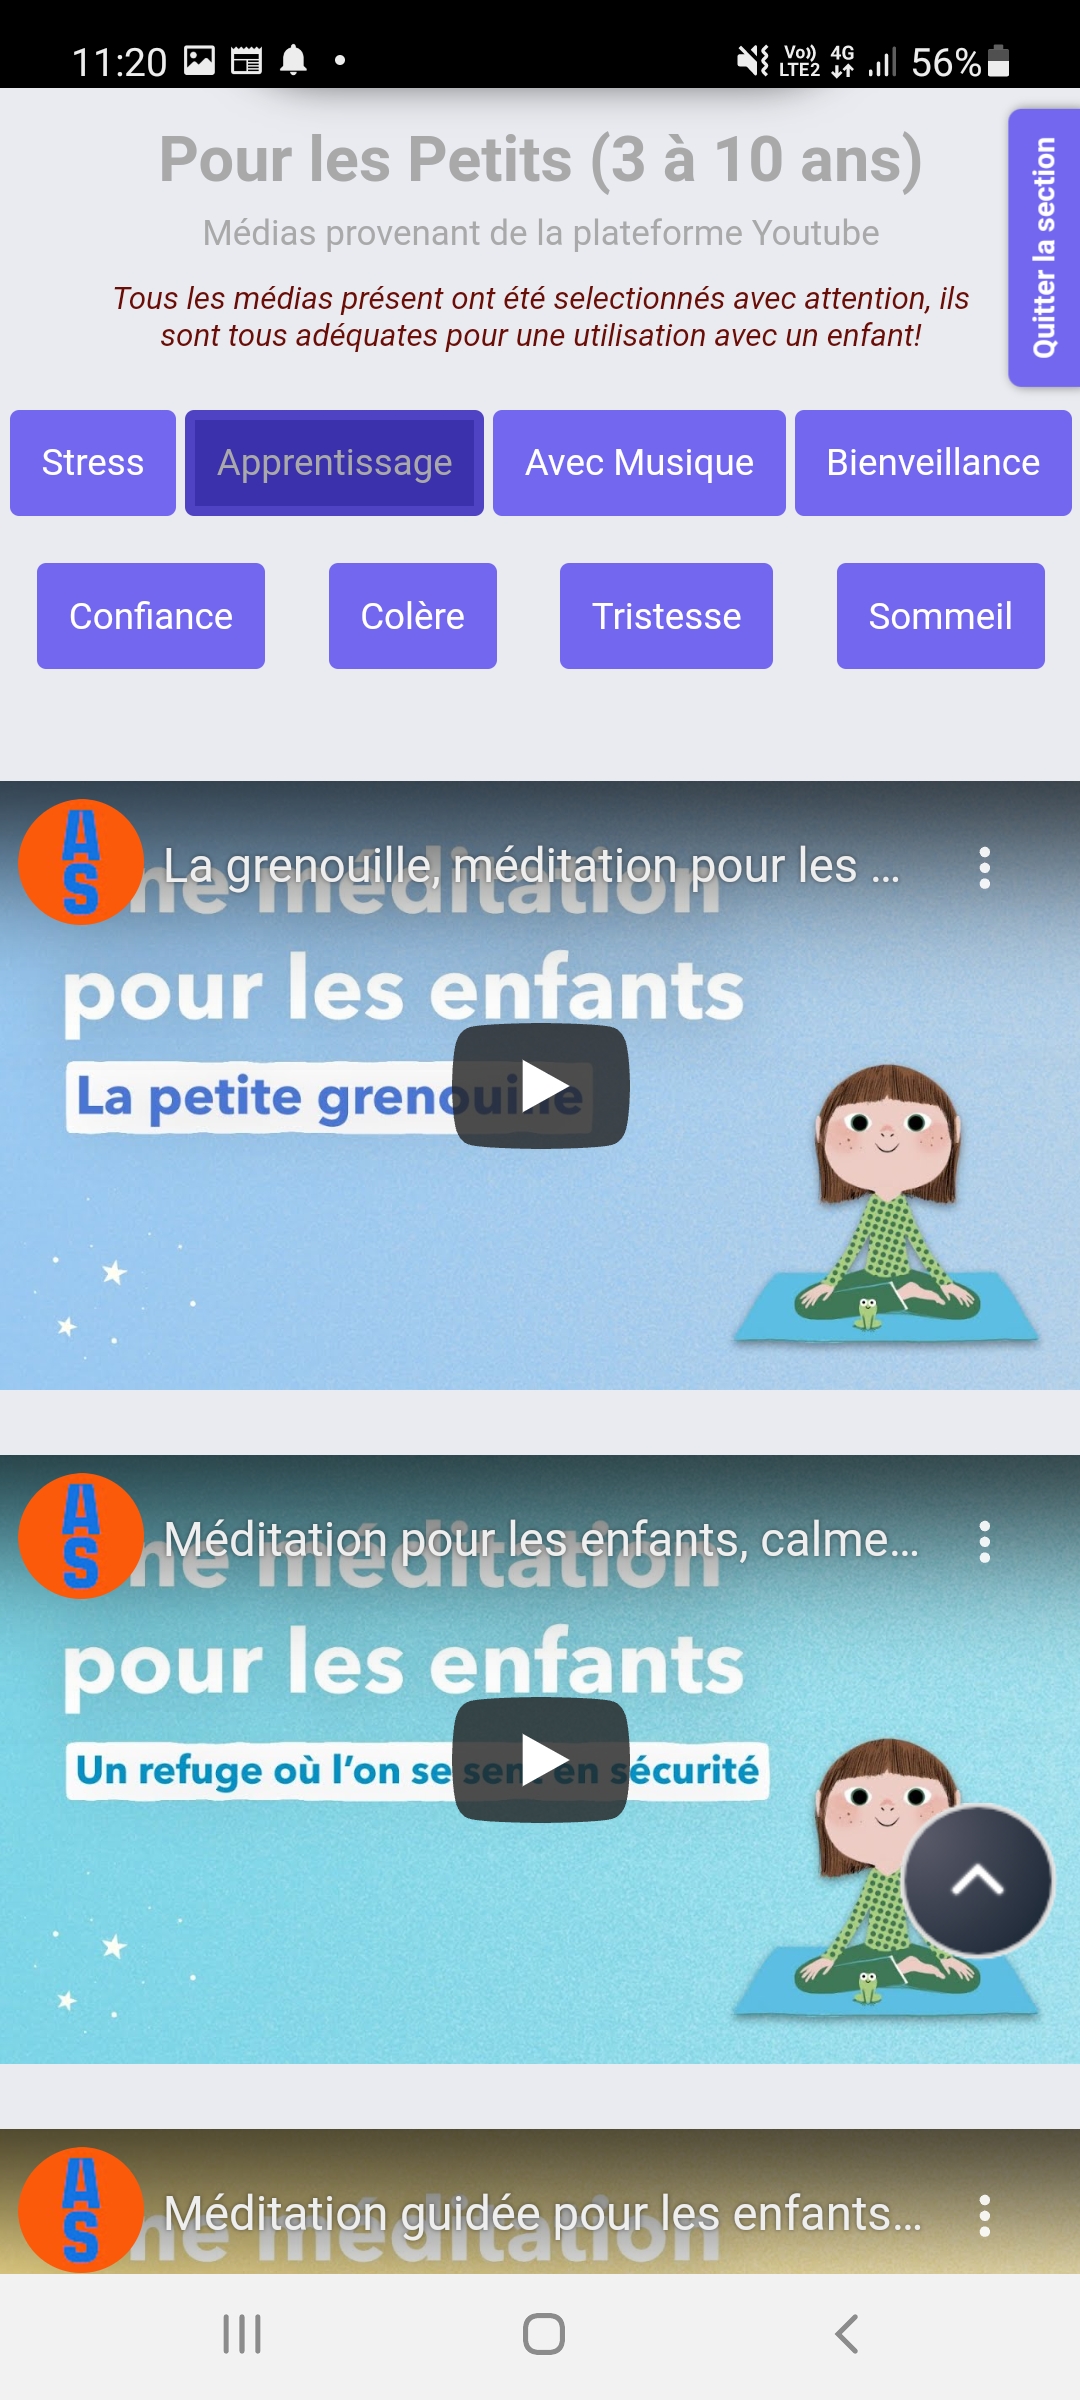 11:20
Vo)) LTE2 4G 56%
Pour les Petits (3 à 10 ans)
Médias provenant de la plateforme Youtube
Tous les médias présent ont été selectionnés avec attention, ils
sont tous adéquates pour une utilisation avec un enfant!
Quitter la section
Stress Apprentissage Avec Musique Bienveillance
Confiance Colère Tristesse Sommeil
AS
La grenouille, méditation pour les ...
ne méditation
pour les enfants
La petite grenouille
AS
Méditation pour les enfants, calme...
ne méditation
pour les enfants
Un refuge où l'on se sent en sécurité
AS
Méditation guidée pour les enfants...
ne méditation